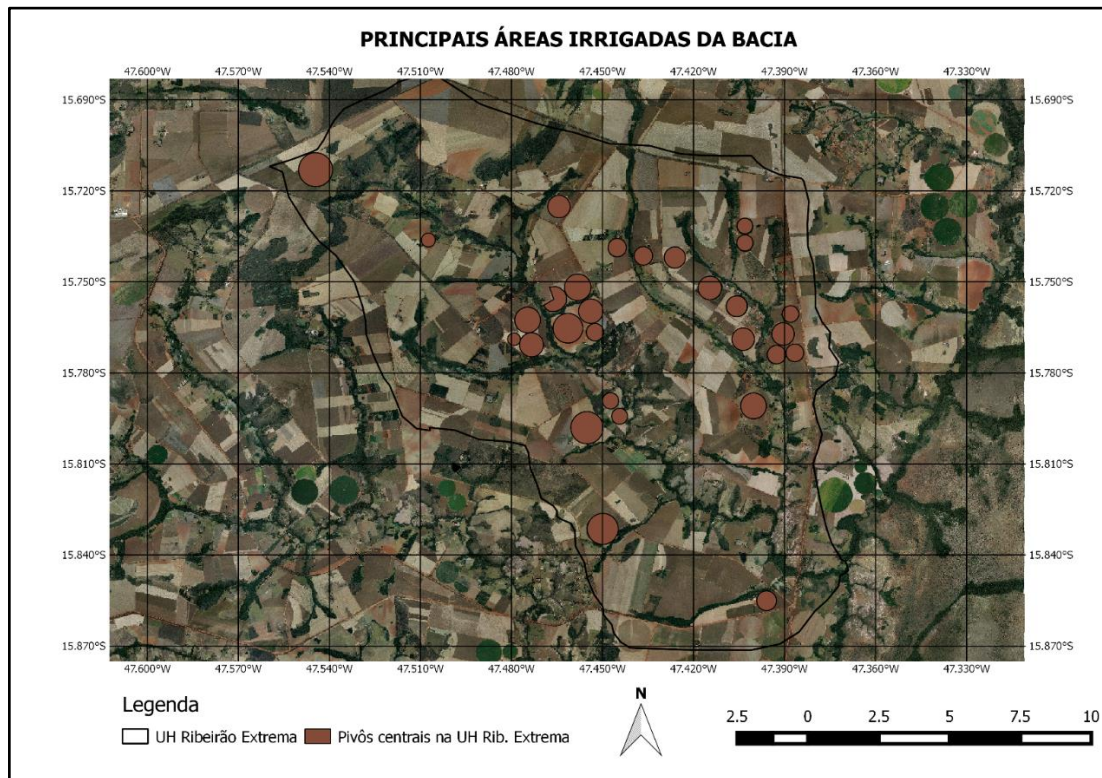 PRINCIPAIS ÁREAS IRRIGADAS DA BACIA
47.600°W 47.570°W 47.540°W 47.510°W 47.480°W 47.450°W 47.420°W 47.390°W 47.360°W 47.330°W
15.690°S 15.690°S
15.720°S 15.720°S
15.750°S 15.750°S
15.780°S 15.780°S
15.810°S 15.810°S
15.840°S 15.840°S
15.870°S 15.870°S
47.600°W 47.570°W 47.540°W 47.510°W 47.480°W 47.450°W 47.420°W 47.390°W 47.360°W 47.330°W
Legenda
UH Ribeirão Extrema Pivôs centrais na UH Rib. Extrema
N
2.5 0 2.5 5 7.5 10